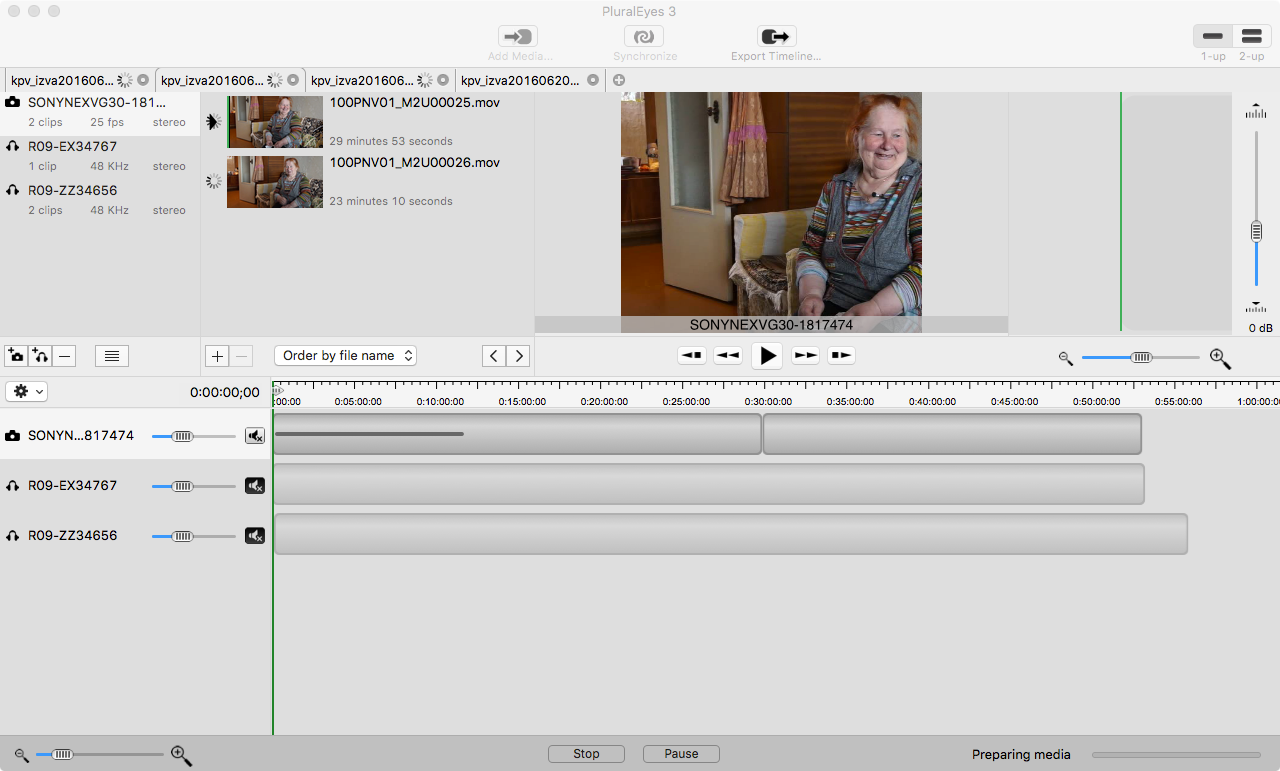 PluralEyes 3
Add Media...
Synchronize
Export Timeline...
1-up
2-up
kpv_izva201606...
kpv_izva201606...
kpv_izva201606...
kpv_izva20160620...
SONYNEXVG30-181...
2 clips 25 fps stereo
R09-EX34767
1 clip 48 KHz stereo
R09-ZZ34656
2 clips 48 KHz stereo
100PNV01_M2U00025.mov
29 minutes 53 seconds
100PNV01_M2U00026.mov
23 minutes 10 seconds
SONYNEXVG30-1817474
0 dB
Order by file name
0:00:00;00
:00:00 0:05:00:00 0:10:00:00 0:15:00:00 0:20:00:00 0:25:00:00 0:30:00:00 0:35:00:00 0:40:00:00 0:45:00:00 0:50:00:00 0:55:00:00 1:00:00:0
SONYN...817474
R09-EX34767
R09-ZZ34656
Stop
Pause
Preparing media